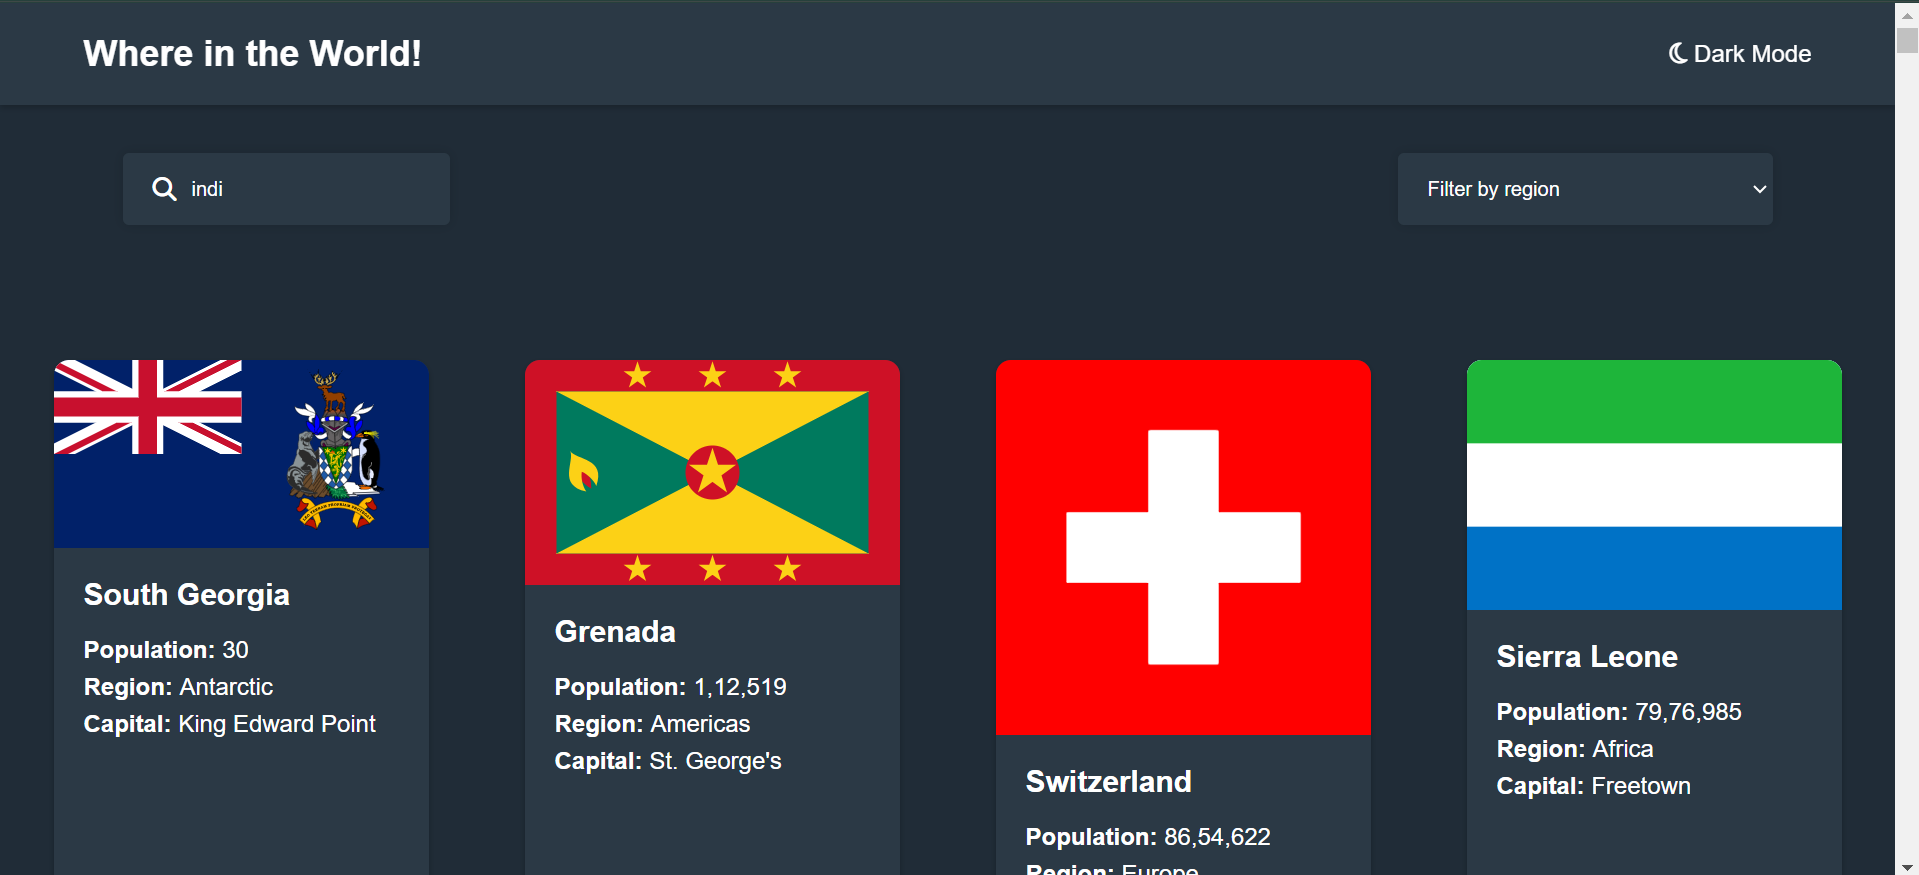 Where in the World!
Dark Mode
indi
Filter by region
South Georgia
Population: 30
Region: Antarctic
Capital: King Edward Point
Grenada
Population: 1,12,519
Region: Americas
Capital: St. George's
Switzerland
Population: 86,54,622
Region: Europe
Sierra Leone
Population: 79,76,985
Region: Africa
Capital: Freetown